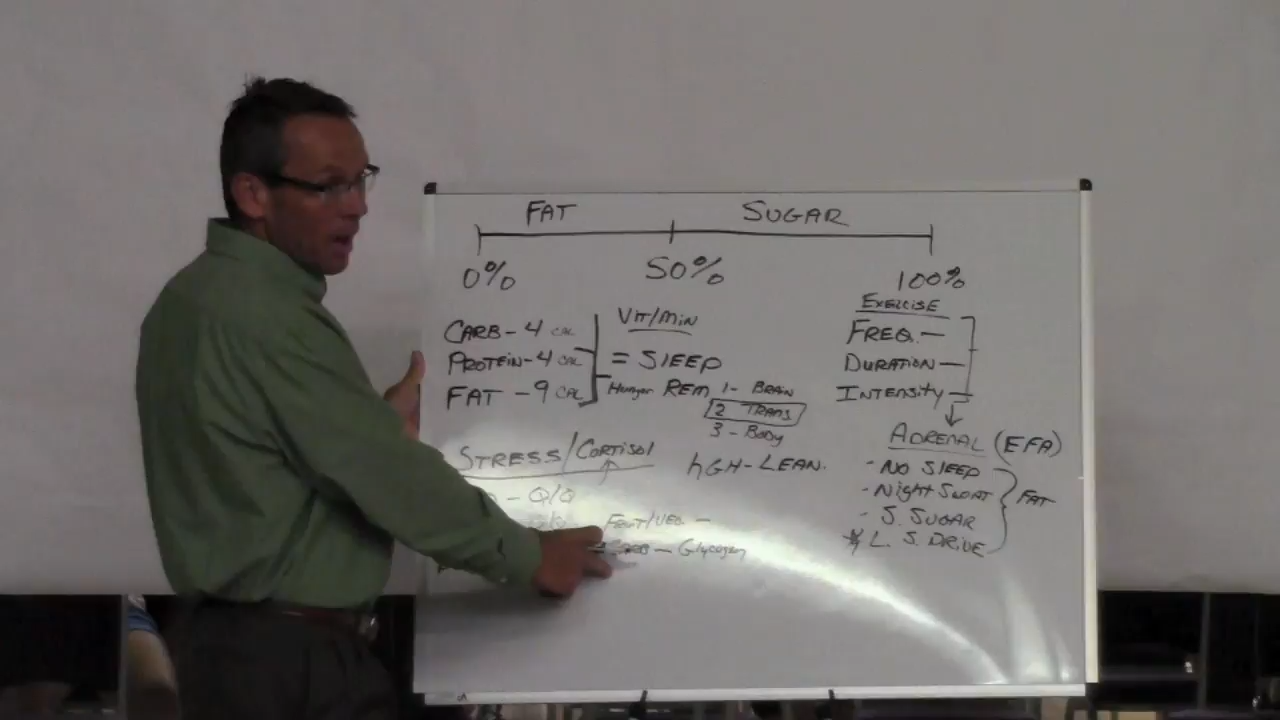 FAT SUGAR
0% 50% 100%
CARB - 4 CAL
PROTEIN - 4 CAL
FAT - 9 CAL
VIT/MIN
= SLEEP
Hunger REM 1 - BRAIN
2 TRANS
3 - Body
EXERCISE
FREQ. -
DURATION -
INTENSITY -
STRESS/CORTISOL
hGH - LEAN.
ADRENAL (EFA)
- NO SLEEP
- Night SWEAT
- S. SUGAR
* L. S. DRIVE
FAT
- Q/Q
FRUIT/VEG -
CARB - Glycogen